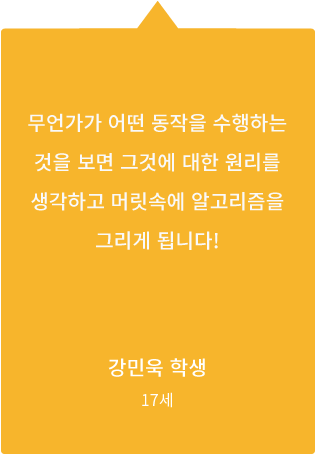 무언가가 어떤 동작을 수행하는
것을 보면 그것에 대한 원리를
생각하고 머릿속에 알고리즘을
그리게 됩니다!
강민욱 학생
17세